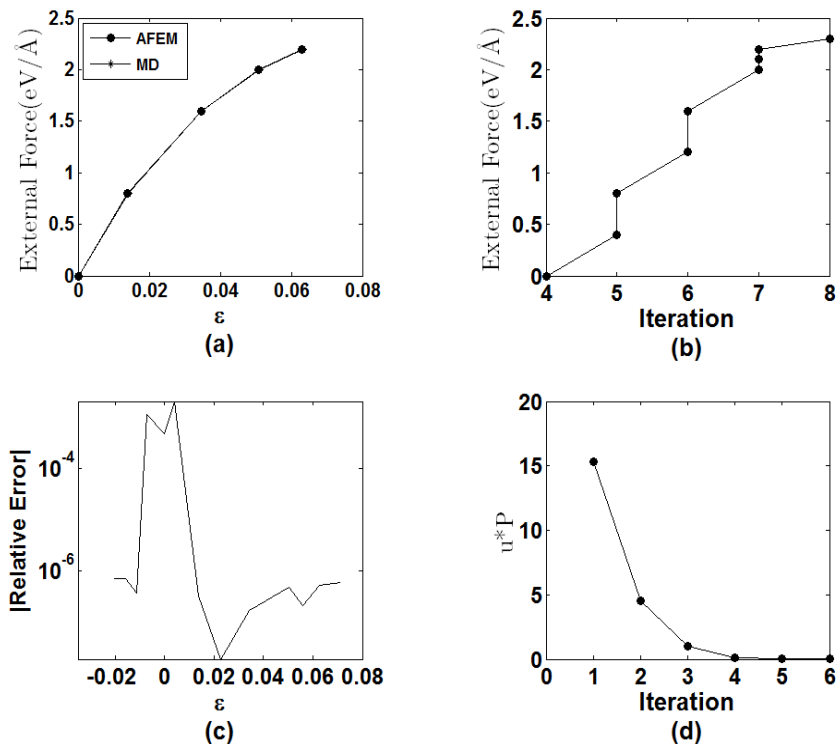 External Force(eV/Å)
2.5
2
1.5
1
0.5
0
AFEM
MD
0 0.02 0.04 0.06 0.08
ε
(a)
External Force(eV/Å)
2.5
2
1.5
1
0.5
0
4 5 6 7 8
Iteration
(b)
|Relative Error|
10^-4
10^-6
-0.02 0 0.02 0.04 0.06 0.08
ε
(c)
u*P
20
15
10
5
0
0 1 2 3 4 5 6
Iteration
(d)